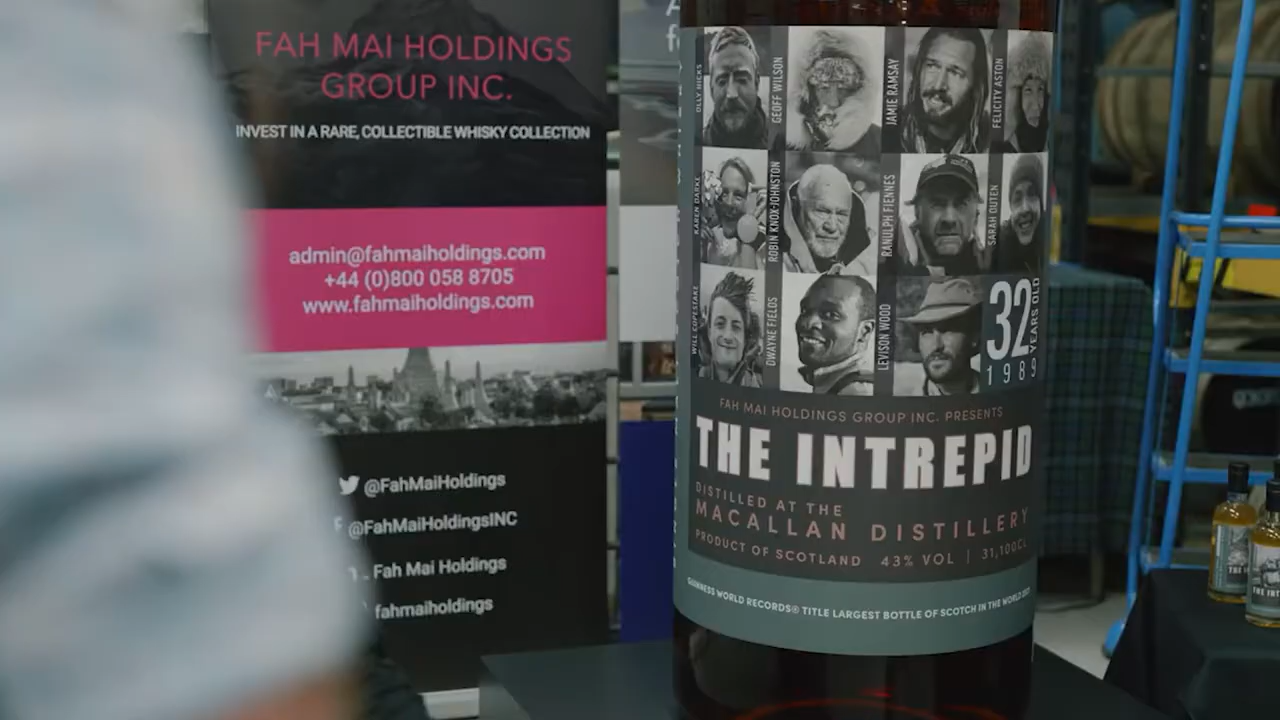 FAH MAI HOLDINGS
GROUP INC.
INVEST IN A RARE, COLLECTIBLE WHISKY COLLECTION
admin@fahmaiholdings.com
+44 (0)800 058 8705
www.fahmaiholdings.com
@FahMaiHoldings
@FahMaiHoldingsINC
Fah Mai Holdings
fahmaiholdings
OLLY HICKS
GEOFF WILSON
JAMIE RAMSAY
FELICITY ASTON
KAREN DARKE
ROBIN KNOX-JOHNSTON
RANULPH FIENNES
SARAH OUTEN
WILL COPESTAKE
DWAYNE FIELDS
LEVISON WOOD
32
YEARS OLD
1989
FAH MAI HOLDINGS GROUP INC. PRESENTS
THE INTREPID
DISTILLED AT THE
MACALLAN DISTILLERY
PRODUCT OF SCOTLAND 43% VOL | 31,100CL
GUINNESS WORLD RECORDS® TITLE LARGEST BOTTLE OF SCOTCH IN THE WORLD